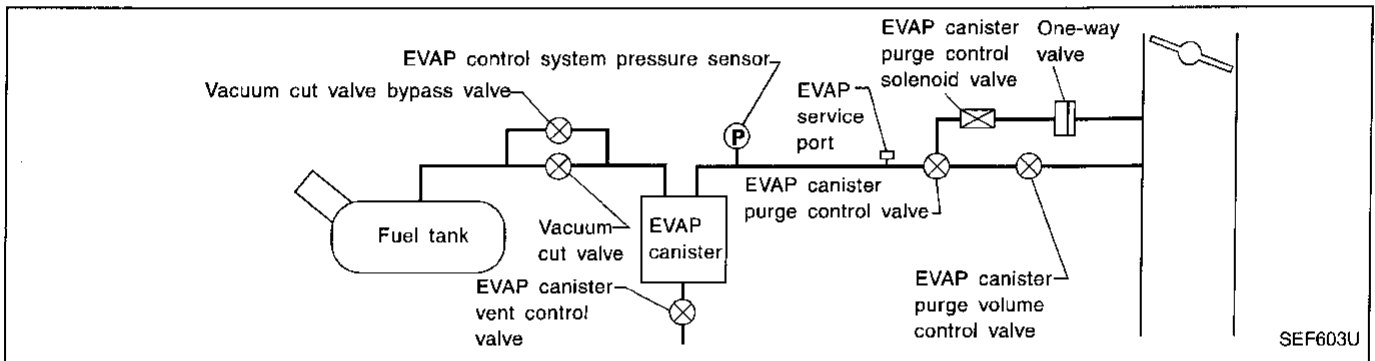 EVAP canister
purge control
solenoid valve
One-way
valve
EVAP control system pressure sensor
Vacuum cut valve bypass valve
EVAP
service
port
P
EVAP canister
purge control valve
Fuel tank
Vacuum
cut valve
EVAP
canister
EVAP canister
vent control
valve
EVAP canister
purge volume
control valve
SEF603U